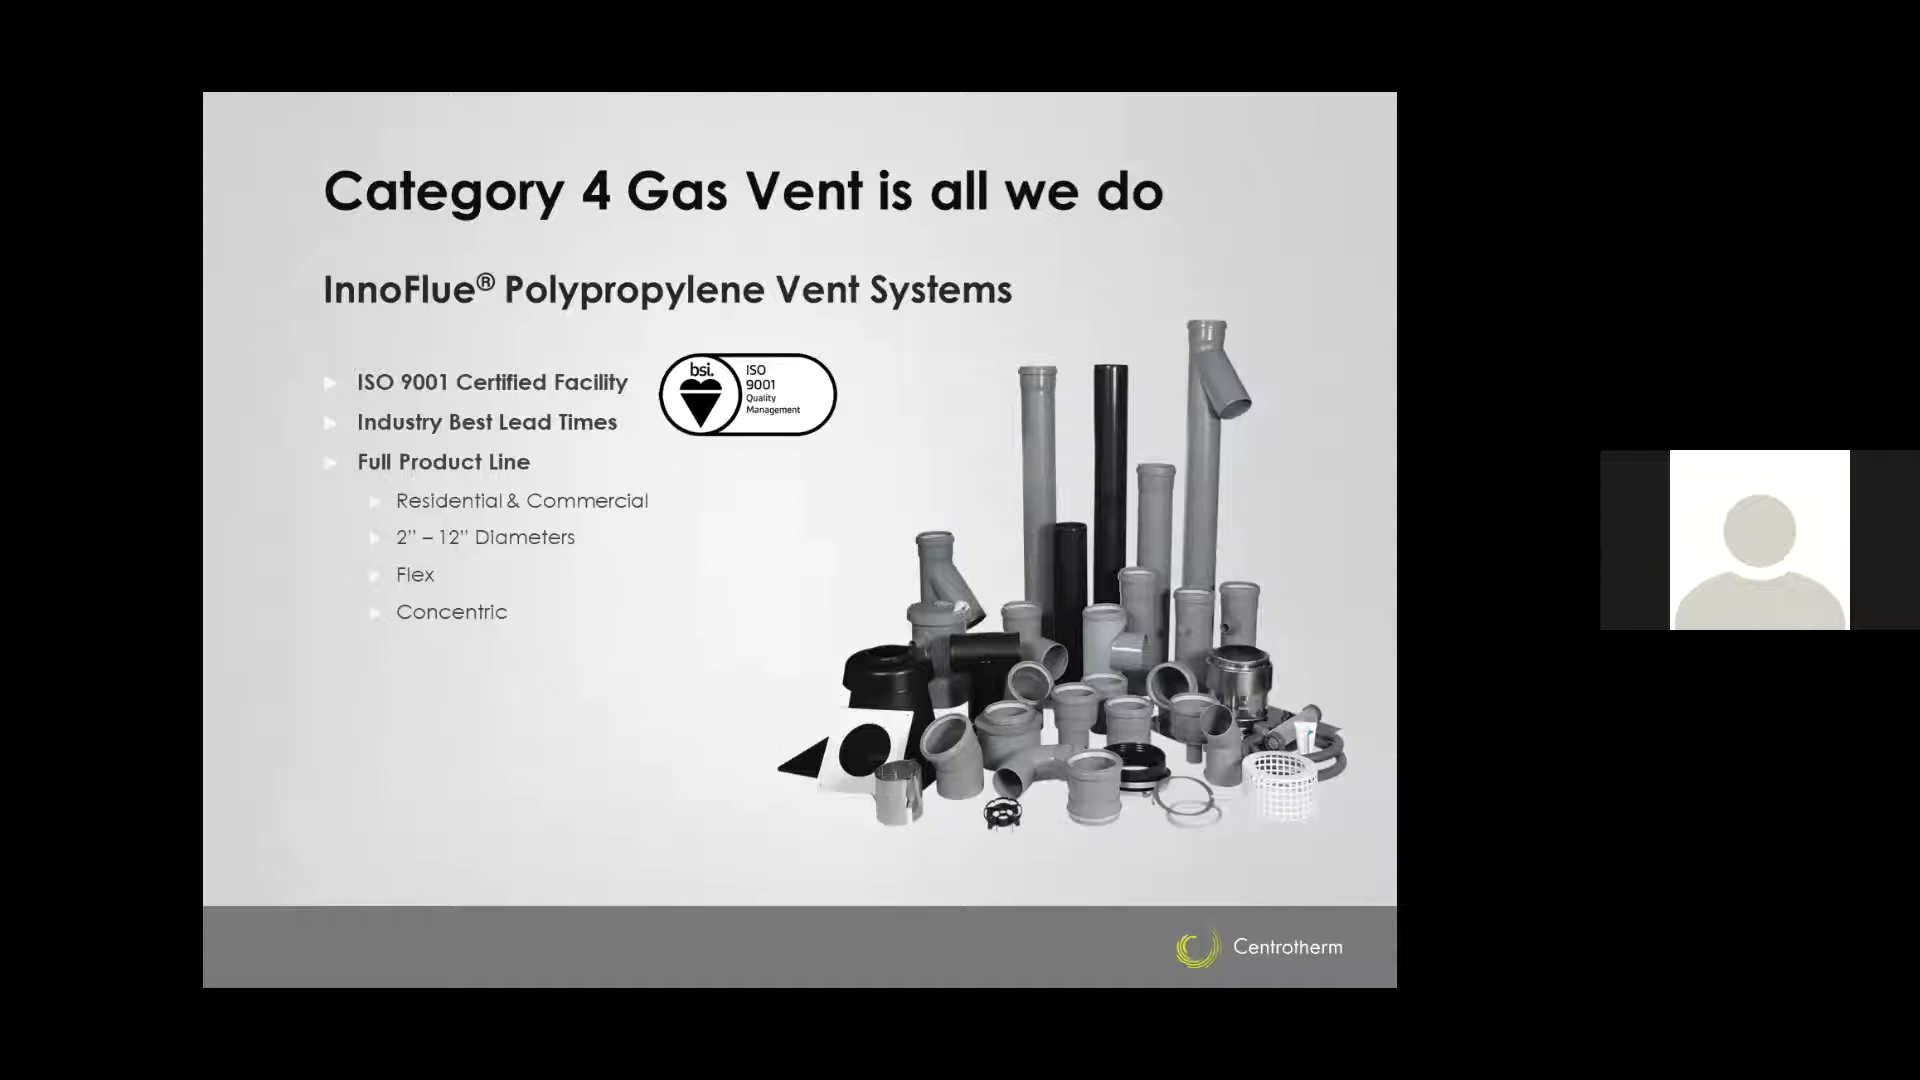 Category 4 Gas Vent is all we do
InnoFlue® Polypropylene Vent Systems
ISO 9001 Certified Facility
Industry Best Lead Times
Full Product Line
Residential & Commercial
2” – 12” Diameters
Flex
Concentric
bsi.
ISO
9001
Quality
Management
Centrotherm